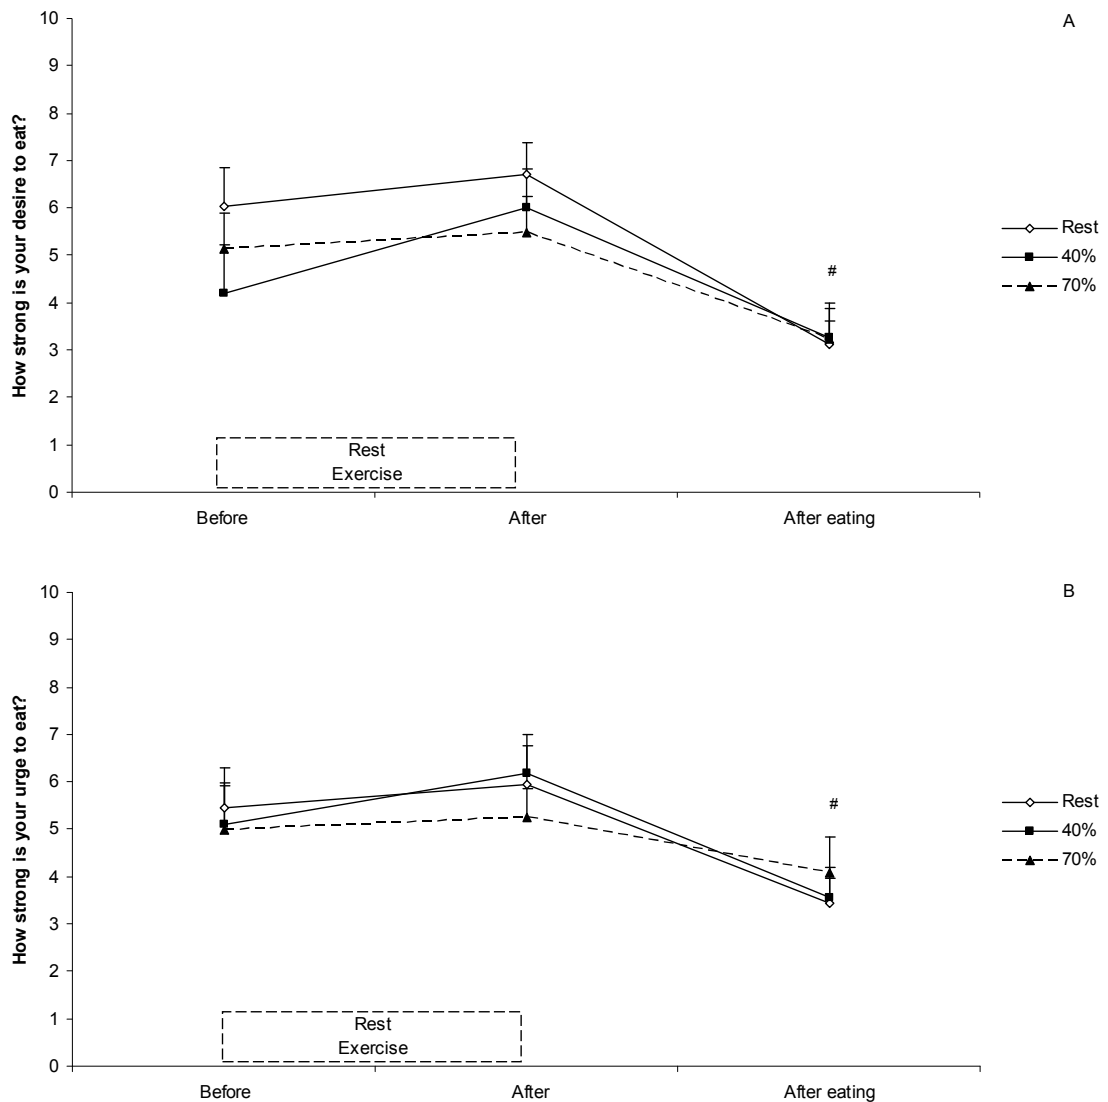 A
10
9
8
7
6
5
4
3
2
1
0
How strong is your desire to eat?
#
Rest
40%
70%
Rest
Exercise
Before After After eating
B
10
9
8
7
6
5
4
3
2
1
0
How strong is your urge to eat?
#
Rest
40%
70%
Rest
Exercise
Before After After eating